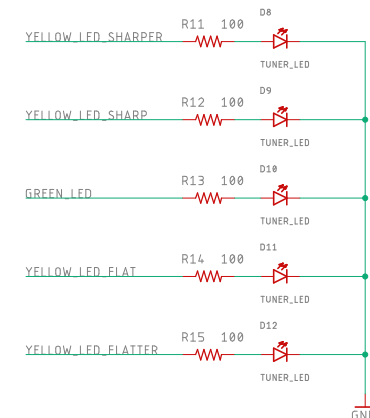 D8
R11 100
YELLOW_LED_SHARPER
TUNER_LED
D9
R12 100
YELLOW_LED_SHARP
TUNER_LED
D10
R13 100
GREEN_LED
TUNER_LED
D11
R14 100
YELLOW_LED_FLAT
TUNER_LED
D12
R15 100
YELLOW_LED_FLATTER
TUNER_LED
GND